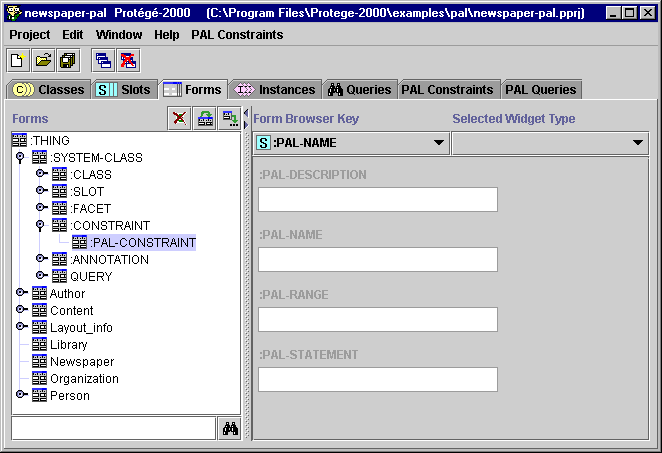 newspaper-pal Protégé-2000 (C:\Program Files\Protege-2000\examples\pal\newspaper-pal.pprj)
Project Edit Window Help PAL Constraints
C Classes S Slots Forms I Instances Queries PAL Constraints PAL Queries
Forms
Form Browser Key Selected Widget Type
S :PAL-NAME
:THING
:SYSTEM-CLASS
:CLASS
:SLOT
:FACET
:CONSTRAINT
:PAL-CONSTRAINT
:ANNOTATION
QUERY
Author
Content
Layout_info
Library
Newspaper
Organization
Person
:PAL-DESCRIPTION
:PAL-NAME
:PAL-RANGE
:PAL-STATEMENT